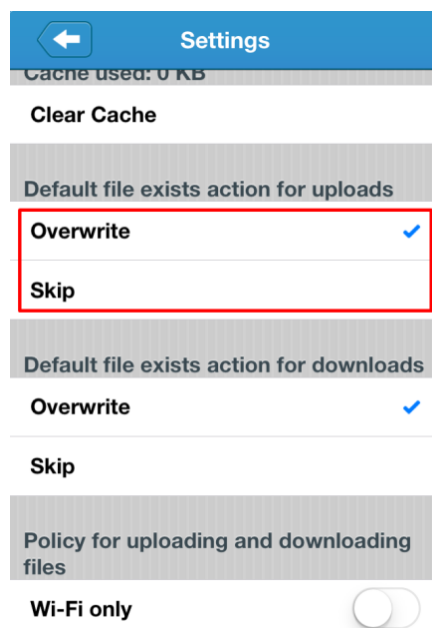 Settings
Cache used: 0 KB
Clear Cache
Default file exists action for uploads
Overwrite
Skip
Default file exists action for downloads
Overwrite
Skip
Policy for uploading and downloading
files
Wi-Fi only